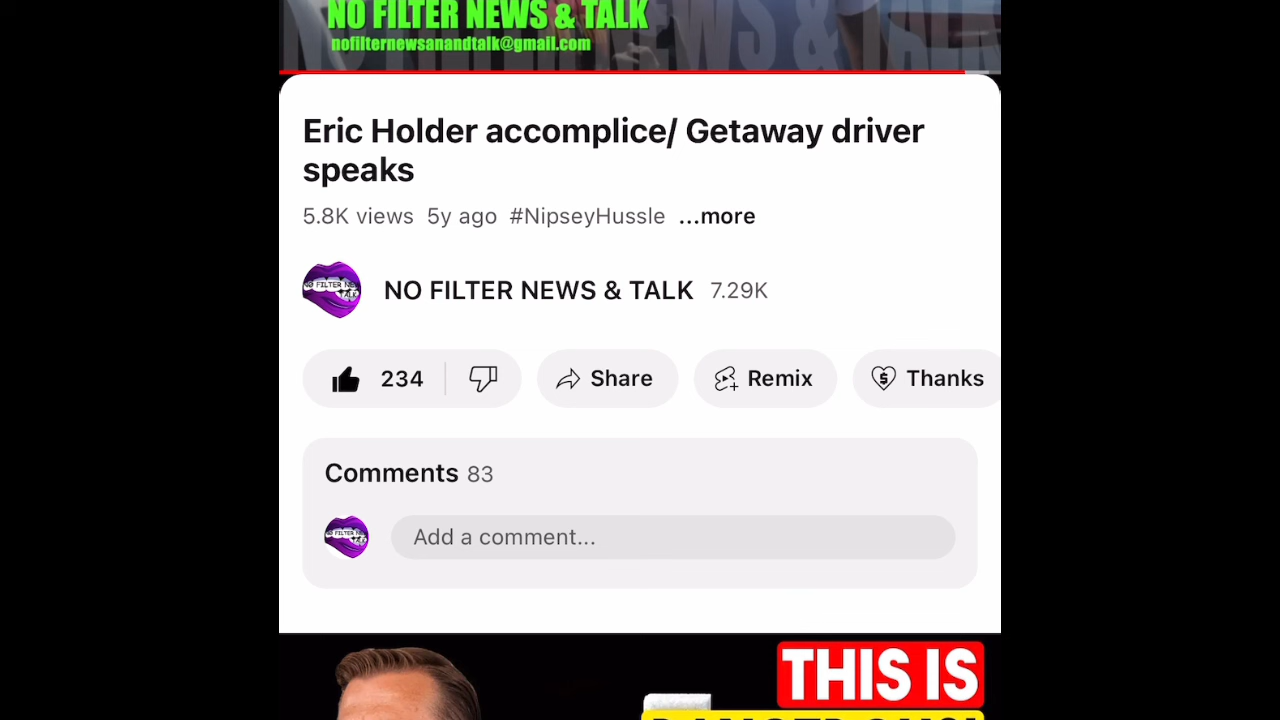 NO FILTER NEWS & TALK
nofilternewsanandtalk@gmail.com
Eric Holder accomplice/ Getaway driver
speaks
5.8K views 5y ago #NipseyHussle ...more
NO FILTER NEWS & TALK 7.29K
234 Share Remix Thanks
Comments 83
Add a comment...
THIS IS